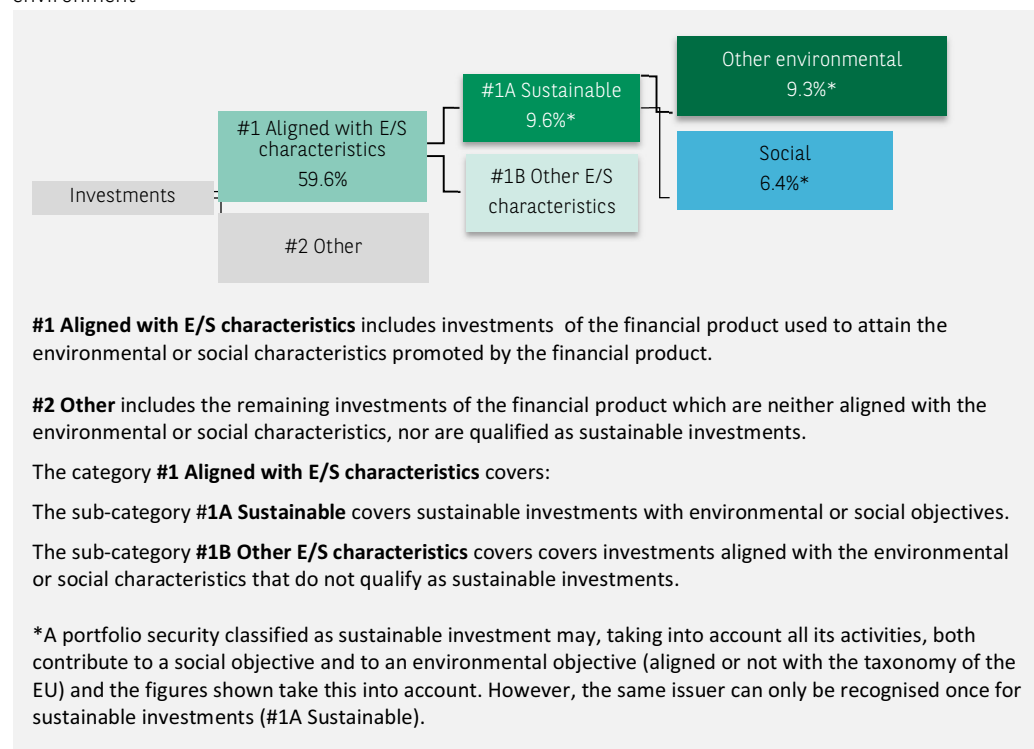 Other environmental
9.3%*
#1A Sustainable
9.6%*
#1 Aligned with E/S
characteristics
59.6%
Social
6.4%*
#1B Other E/S
characteristics
Investments
#2 Other
#1 Aligned with E/S characteristics includes investments of the financial product used to attain the
environmental or social characteristics promoted by the financial product.
#2 Other includes the remaining investments of the financial product which are neither aligned with the
environmental or social characteristics, nor are qualified as sustainable investments.
The category #1 Aligned with E/S characteristics covers:
The sub-category #1A Sustainable covers sustainable investments with environmental or social objectives.
The sub-category #1B Other E/S characteristics covers covers investments aligned with the environmental
or social characteristics that do not qualify as sustainable investments.
*A portfolio security classified as sustainable investment may, taking into account all its activities, both
contribute to a social objective and to an environmental objective (aligned or not with the taxonomy of the
EU) and the figures shown take this into account. However, the same issuer can only be recognised once for
sustainable investments (#1A Sustainable).